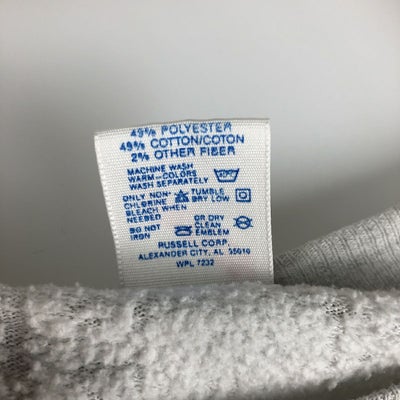 49% POLYESTER
49% COTTON/COTON
2% OTHER FIBER
MACHINE WASH
WARM-COLORS
WASH SEPARATELY
ONLY NON- TUMBLE
CHLORINE DRY LOW
BLEACH WHEN
NEEDED OR DRY
DO NOT CLEAN
IRON EMBLEM
RUSSELL CORP.
ALEXANDER CITY, AL 35010
WPL 7232